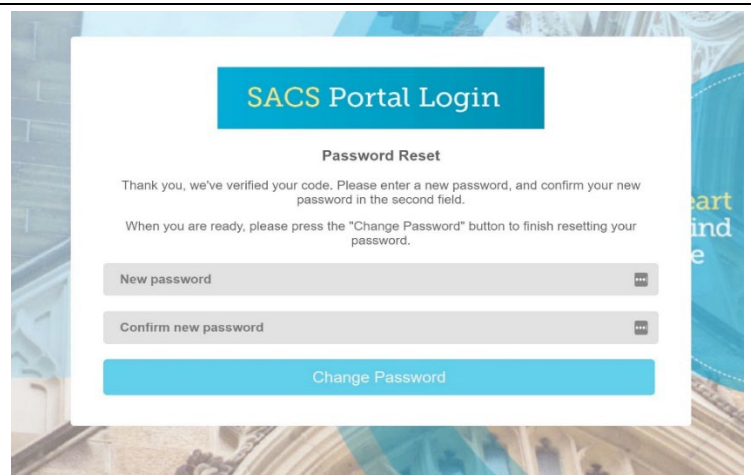 SACS Portal Login
Password Reset
Thank you, we've verified your code. Please enter a new password, and confirm your new
password in the second field.
When you are ready, please press the "Change Password" button to finish resetting your
password.
New password
Confirm new password
Change Password
eart
ind
e